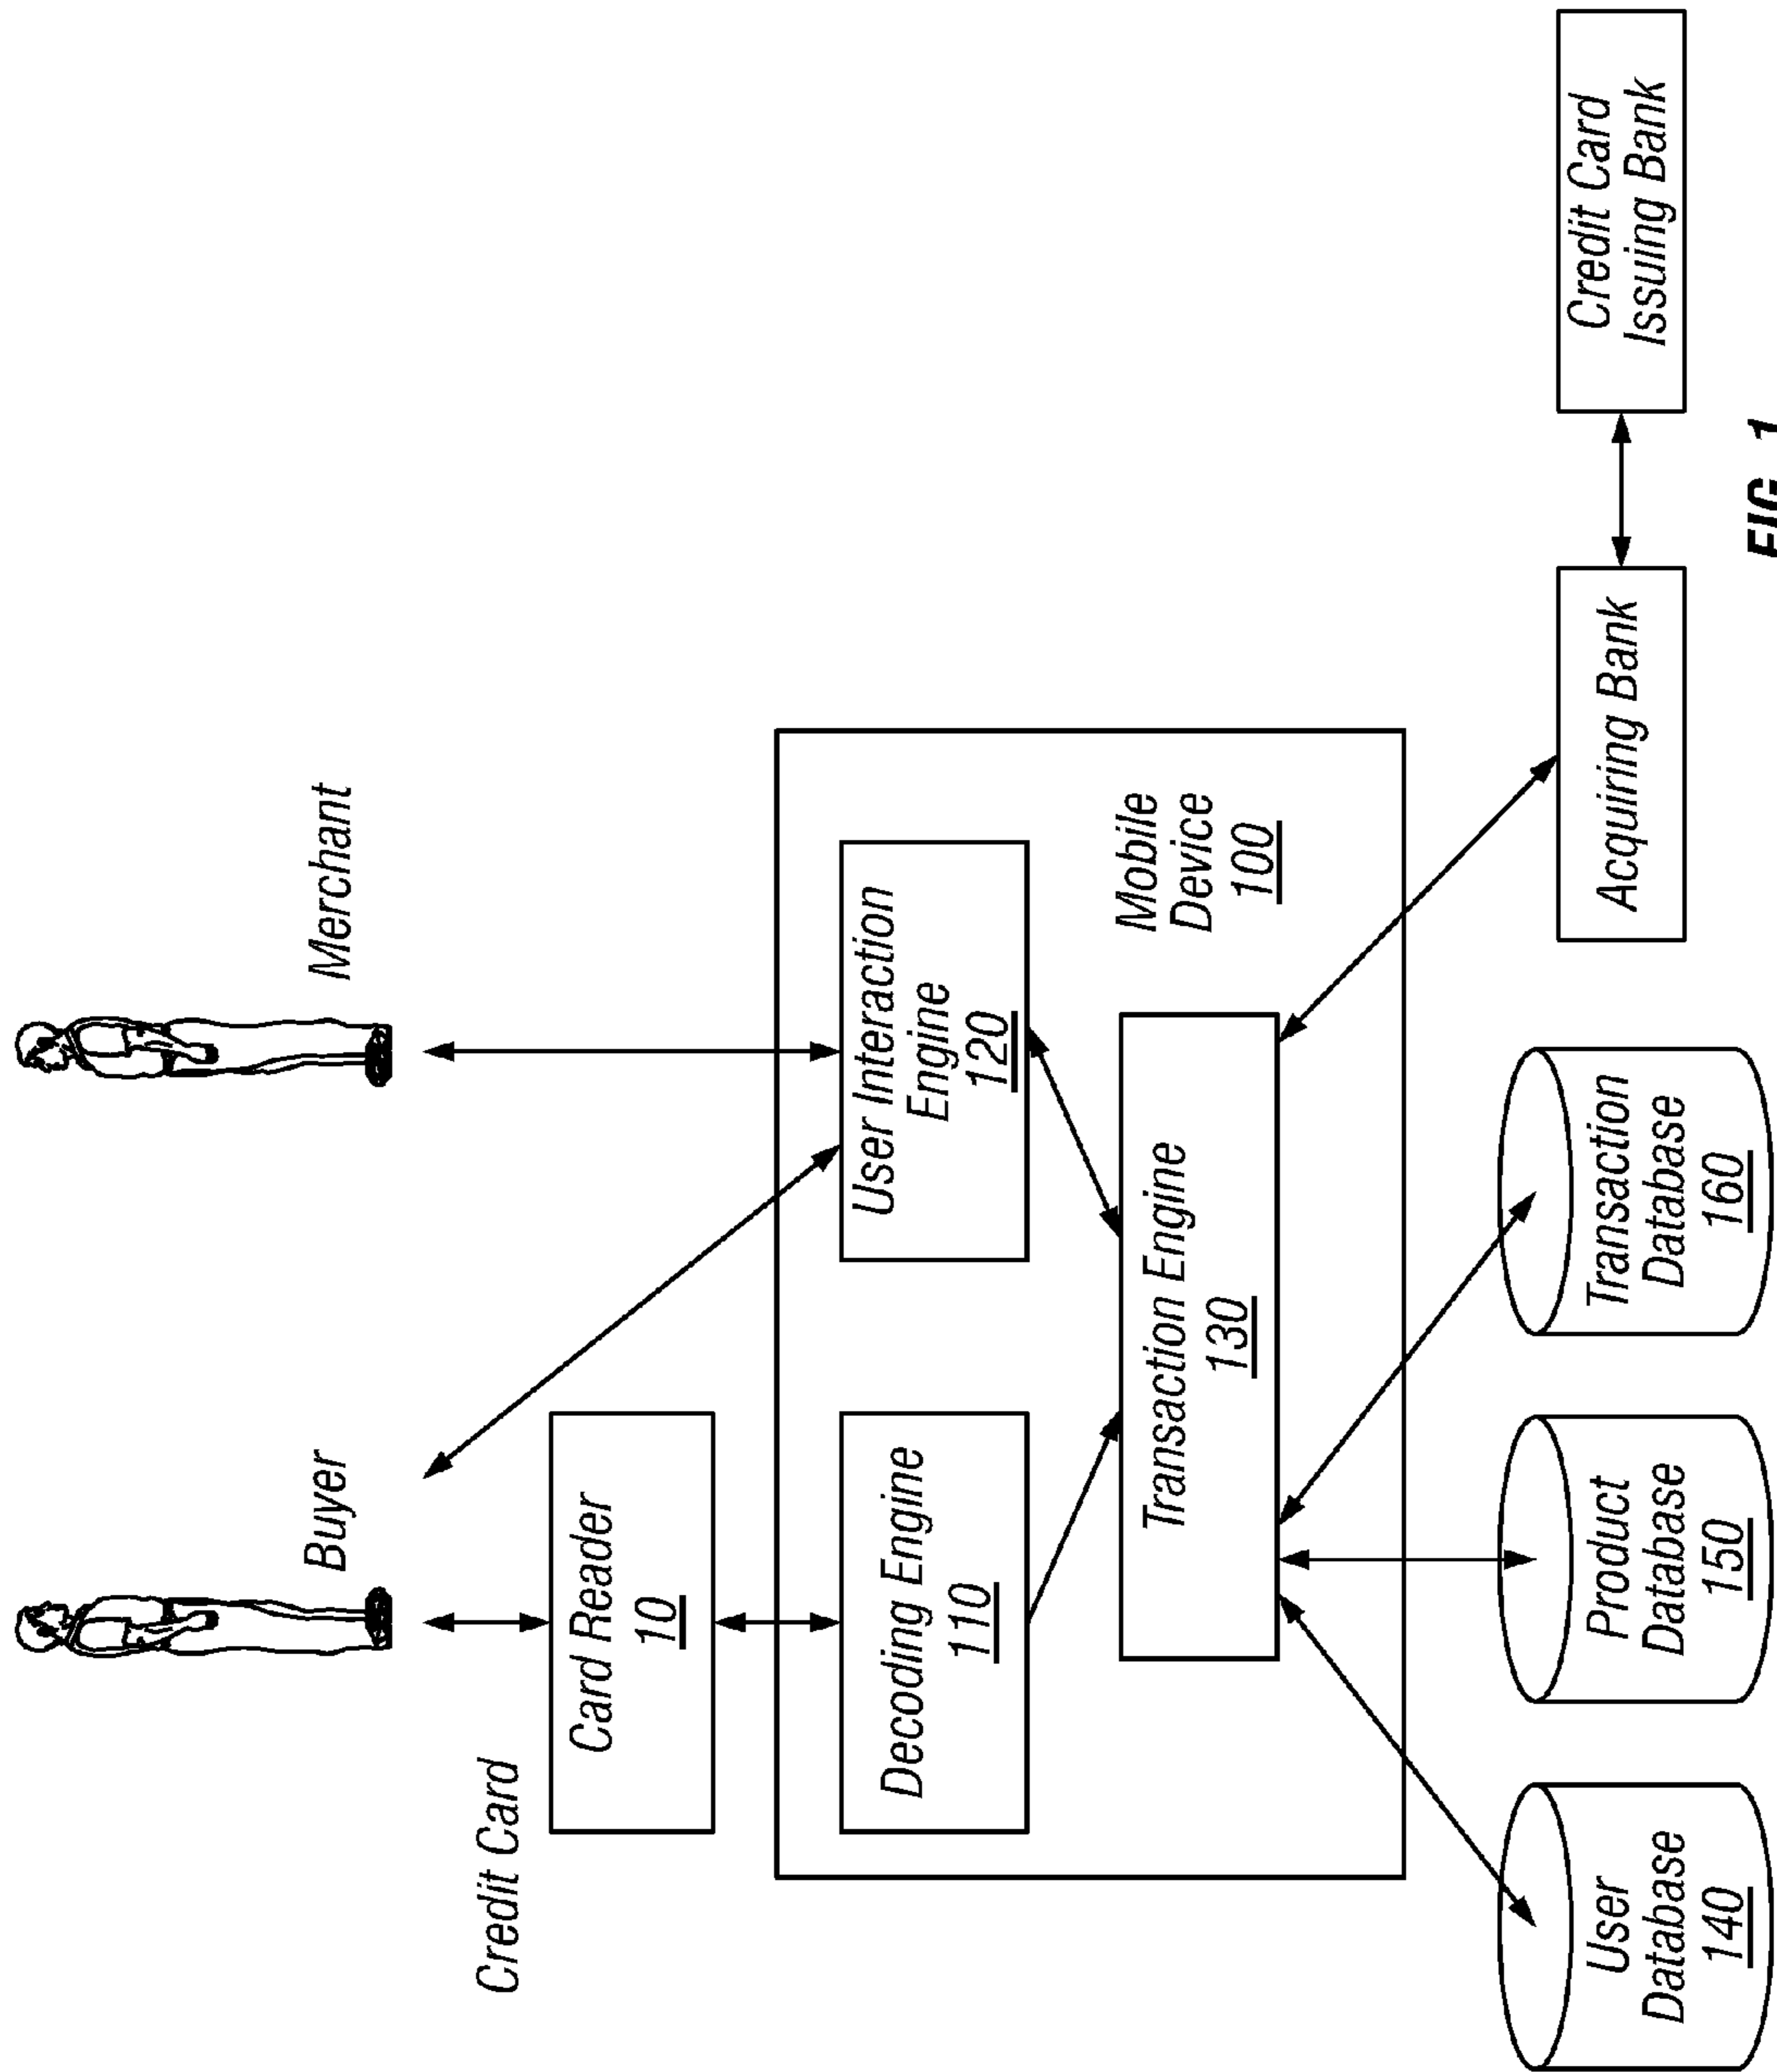 Buyer
Merchant
Credit Card
Card Reader
10
Decoding Engine
110
User Interaction
Engine
120
Transaction Engine
130
Mobile
Device
100
User
Database
140
Product
Database
150
Transaction
Database
160
Acquiring Bank
Credit Card
Issuing Bank
FIG. 1